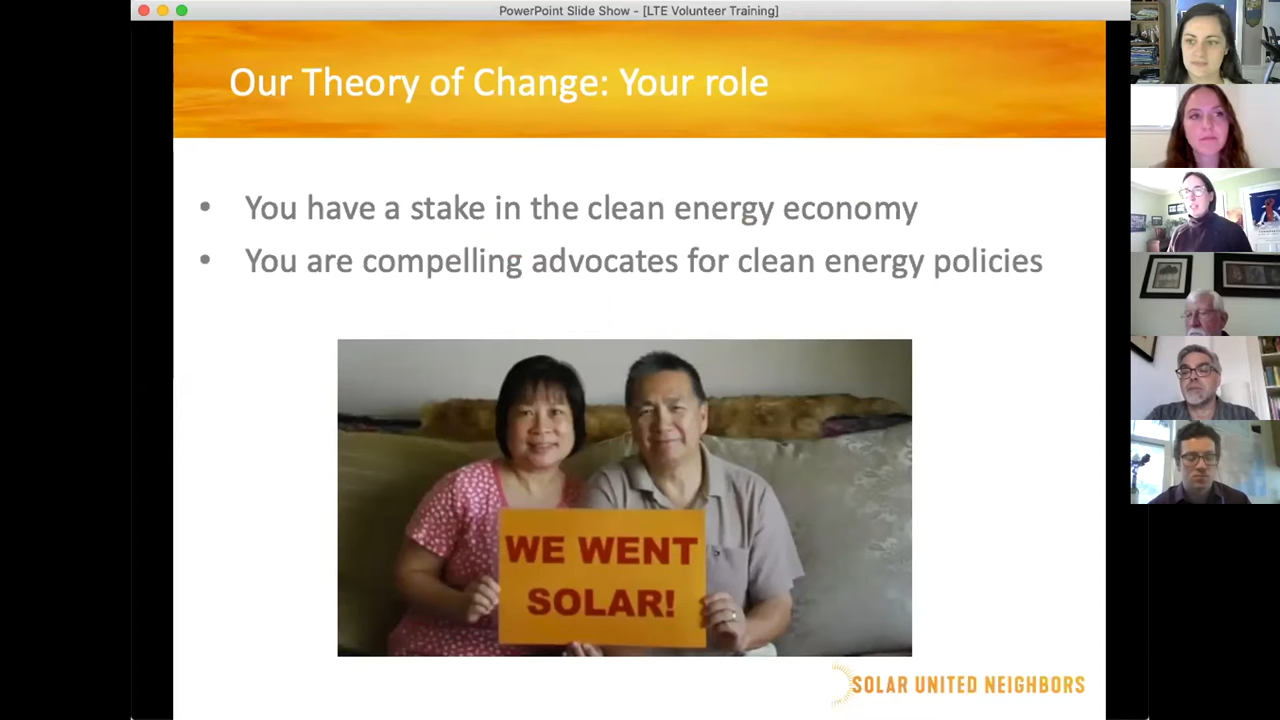 PowerPoint Slide Show - [LTE Volunteer Training]
Our Theory of Change: Your role
• You have a stake in the clean energy economy
• You are compelling advocates for clean energy policies
WE WENT
SOLAR!
SOLAR UNITED NEIGHBORS